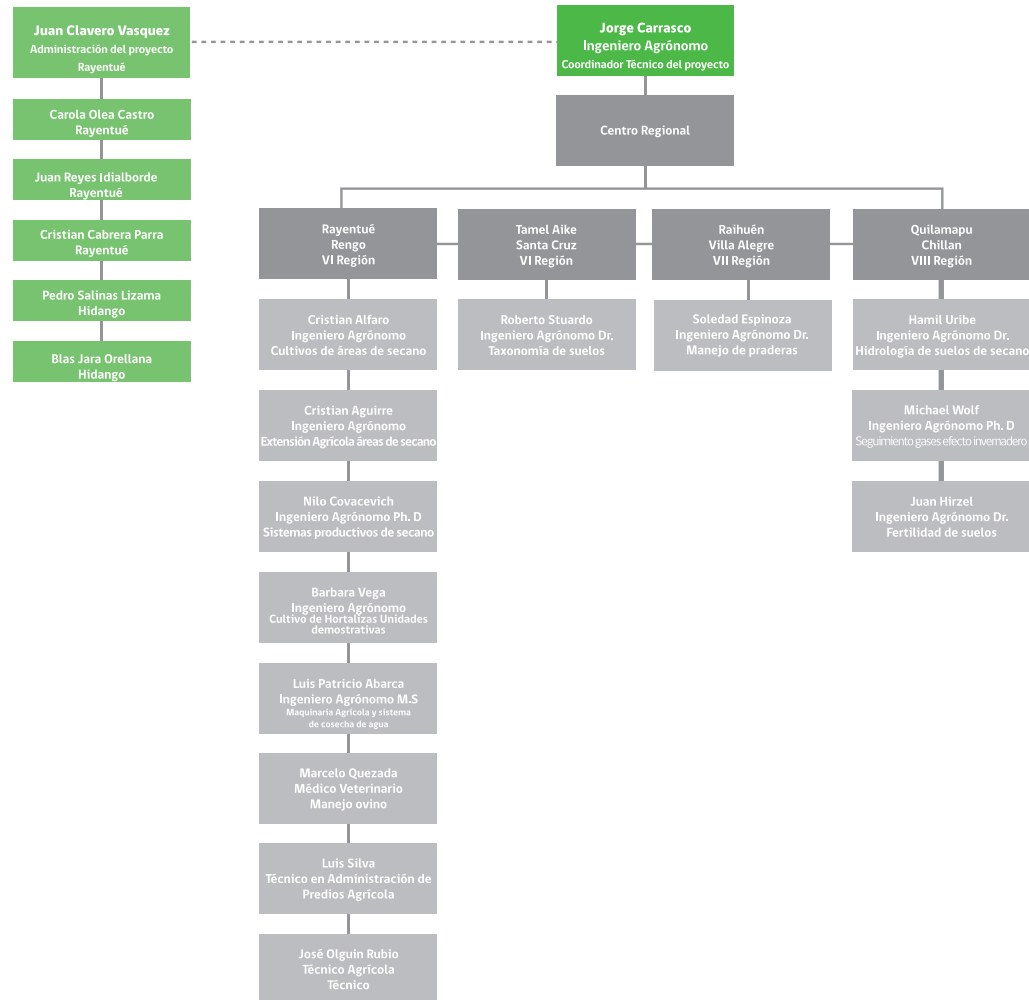 Juan Clavero Vasquez
Administración del proyecto
Rayentué
Jorge Carrasco
Ingeniero Agrónomo
Coordinador Técnico del proyecto
Carola Olea Castro
Rayentué
Juan Reyes Idialborde
Rayentué
Cristian Cabrera Parra
Rayentué
Pedro Salinas Lizama
Hidango
Blas Jara Orellana
Hidango
Centro Regional
Rayentué
Rengo
VI Región
Tamel Aike
Santa Cruz
VI Región
Raihuén
Villa Alegre
VII Región
Quilamapu
Chillan
VIII Región
Cristian Alfaro
Ingeniero Agrónomo
Cultivos de áreas de secano
Roberto Stuardo
Ingeniero Agrónomo Dr.
Taxonomía de suelos
Soledad Espinoza
Ingeniero Agrónomo Dr.
Manejo de praderas
Hamil Uribe
Ingeniero Agrónomo Dr.
Hidrología de suelos de secano
Cristian Aguirre
Ingeniero Agrónomo
Extensión Agrícola áreas de secano
Michael Wolf
Ingeniero Agrónomo Ph. D
Seguimiento gases efecto invernadero
Nilo Covacevich
Ingeniero Agrónomo Ph. D
Sistemas productivos de secano
Juan Hirzel
Ingeniero Agrónomo Dr.
Fertilidad de suelos
Barbara Vega
Ingeniero Agrónomo
Cultivo de Hortalizas Unidades
demostrativas
Luis Patricio Abarca
Ingeniero Agrónomo M.S
Maquinaria Agrícola y sistema
de cosecha de agua
Marcelo Quezada
Médico Veterinario
Manejo ovino
Luis Silva
Técnico en Administración de
Predios Agrícola
José Olguin Rubio
Técnico Agrícola
Técnico